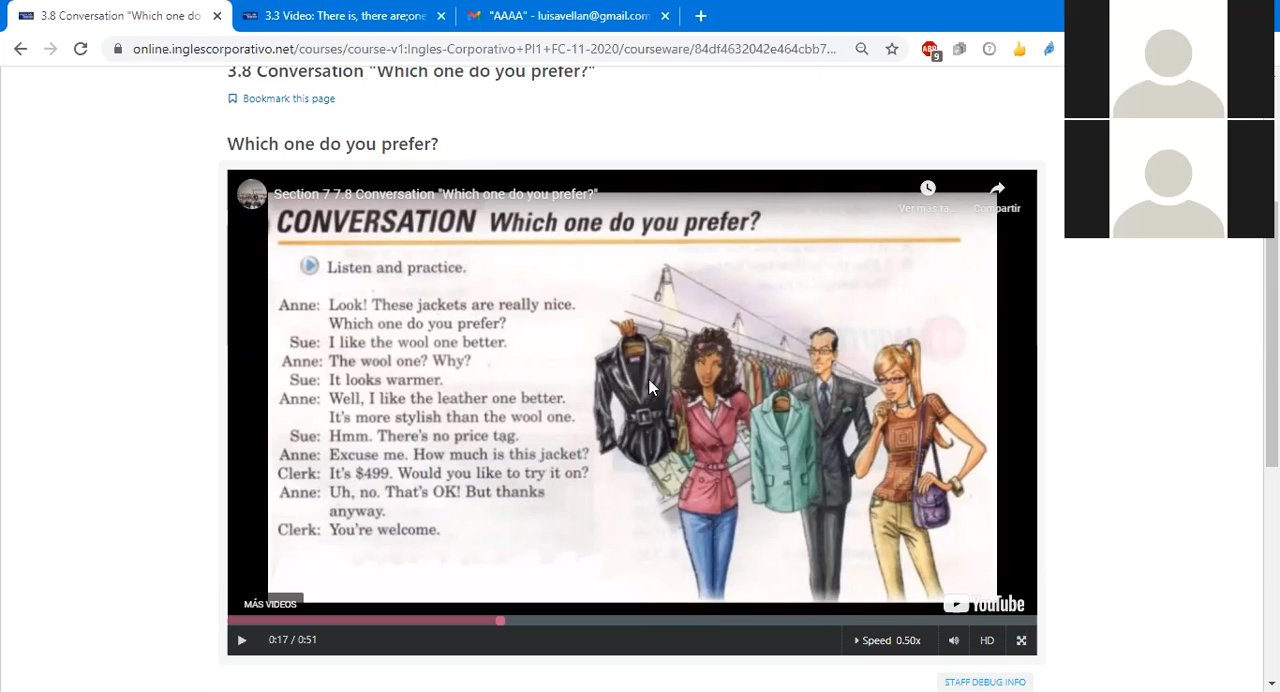 3.8 Conversation "Which one do
3.3 Video: There is, there are;one
"AAAA" - luisavellan@gmail.com
online.inglescorporativo.net/courses/course-v1:Ingles-Corporativo+PI1+FC-11-2020/courseware/84df4632042e464cbb7...
ABP
9
3.8 Conversation "Which one do you prefer?"
Bookmark this page
Which one do you prefer?
Section 7 7.8 Conversation "Which one do you prefer?"
Ver más ta...
Compartir
CONVERSATION Which one do you prefer?
Listen and practice.
Anne: Look! These jackets are really nice.
Which one do you prefer?
Sue: I like the wool one better.
Anne: The wool one? Why?
Sue: It looks warmer.
Anne: Well, I like the leather one better.
It's more stylish than the wool one.
Sue: Hmm. There's no price tag.
Anne: Excuse me. How much is this jacket?
Clerk: It's $499. Would you like to try it on?
Anne: Uh, no. That's OK! But thanks
anyway.
Clerk: You're welcome.
MÁS VIDEOS
YouTube
0:17 / 0:51
Speed 0.50x
HD
STAFF DEBUG INFO